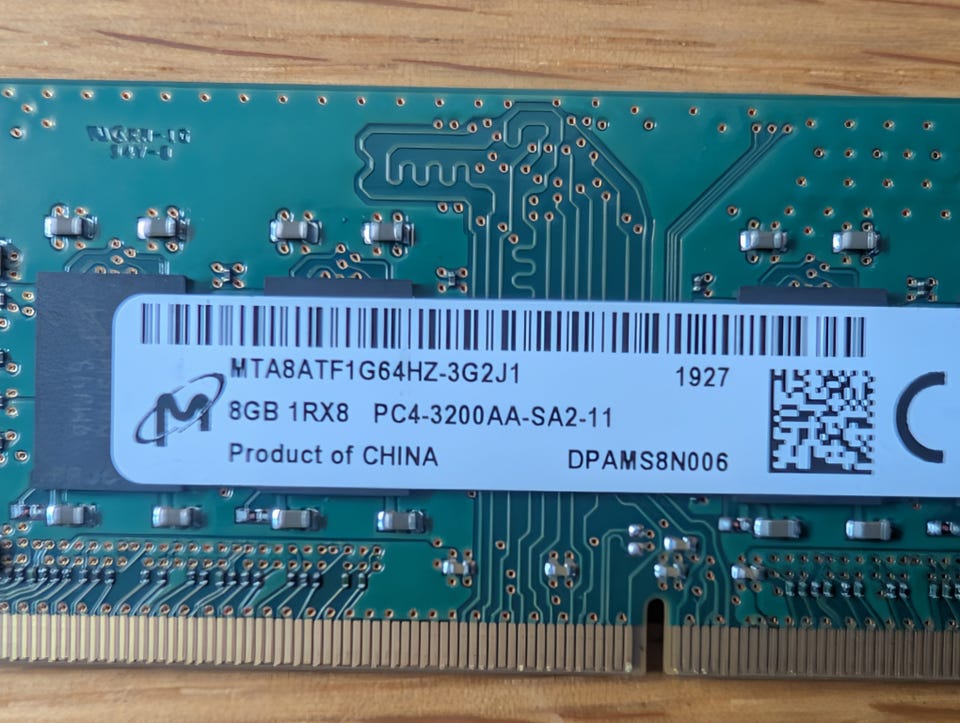 MTA8ATF1G64HZ-3G2J1 1927
8GB 1RX8 PC4-3200AA-SA2-11
Product of CHINA DPAMS8N006